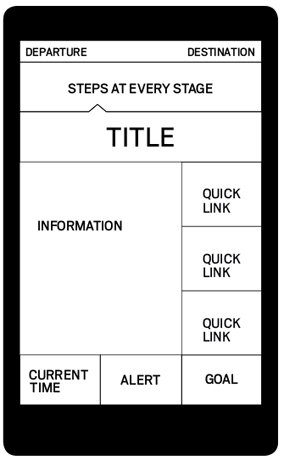 DEPARTURE DESTINATION
STEPS AT EVERY STAGE
TITLE
INFORMATION
QUICK
LINK
QUICK
LINK
QUICK
LINK
CURRENT
TIME
ALERT
GOAL